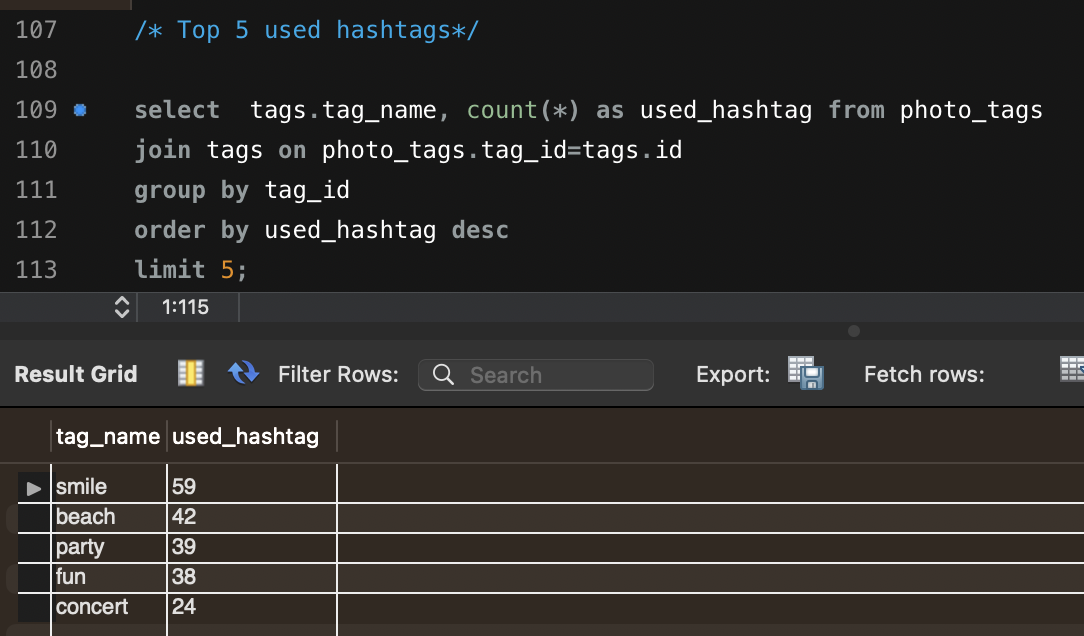 107 /* Top 5 used hashtags*/
108
109 select  tags.tag_name, count(*) as used_hashtag from photo_tags
110 join tags on photo_tags.tag_id=tags.id
111 group by tag_id
112 order by used_hashtag desc
113 limit 5;
1:115
Result Grid Filter Rows: Search Export: Fetch rows:
tag_name used_hashtag
smile 59
beach 42
party 39
fun 38
concert 24